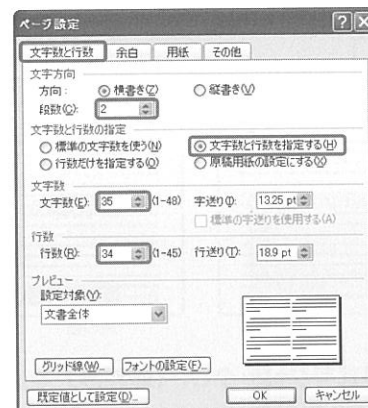 ページ設定
文字数と行数 余白 用紙 その他
文字方向
方向: 横書き(Z) 縦書き(V)
段数(C): 2
文字数と行数の指定
標準の文字数を使う(N) 文字数と行数を指定する(H)
行数だけを指定する(O) 原稿用紙の設定にする(X)
文字数
文字数(E): 35 (1-48) 字送り(I): 13.25 pt
標準の字送りを使用する(A)
行数
行数(R): 34 (1-45) 行送り(T): 18.9 pt
プレビュー
設定対象(Y):
文書全体
グリッド線(W)... フォントの設定(F)...
既定値として設定(D)... OK キャンセル